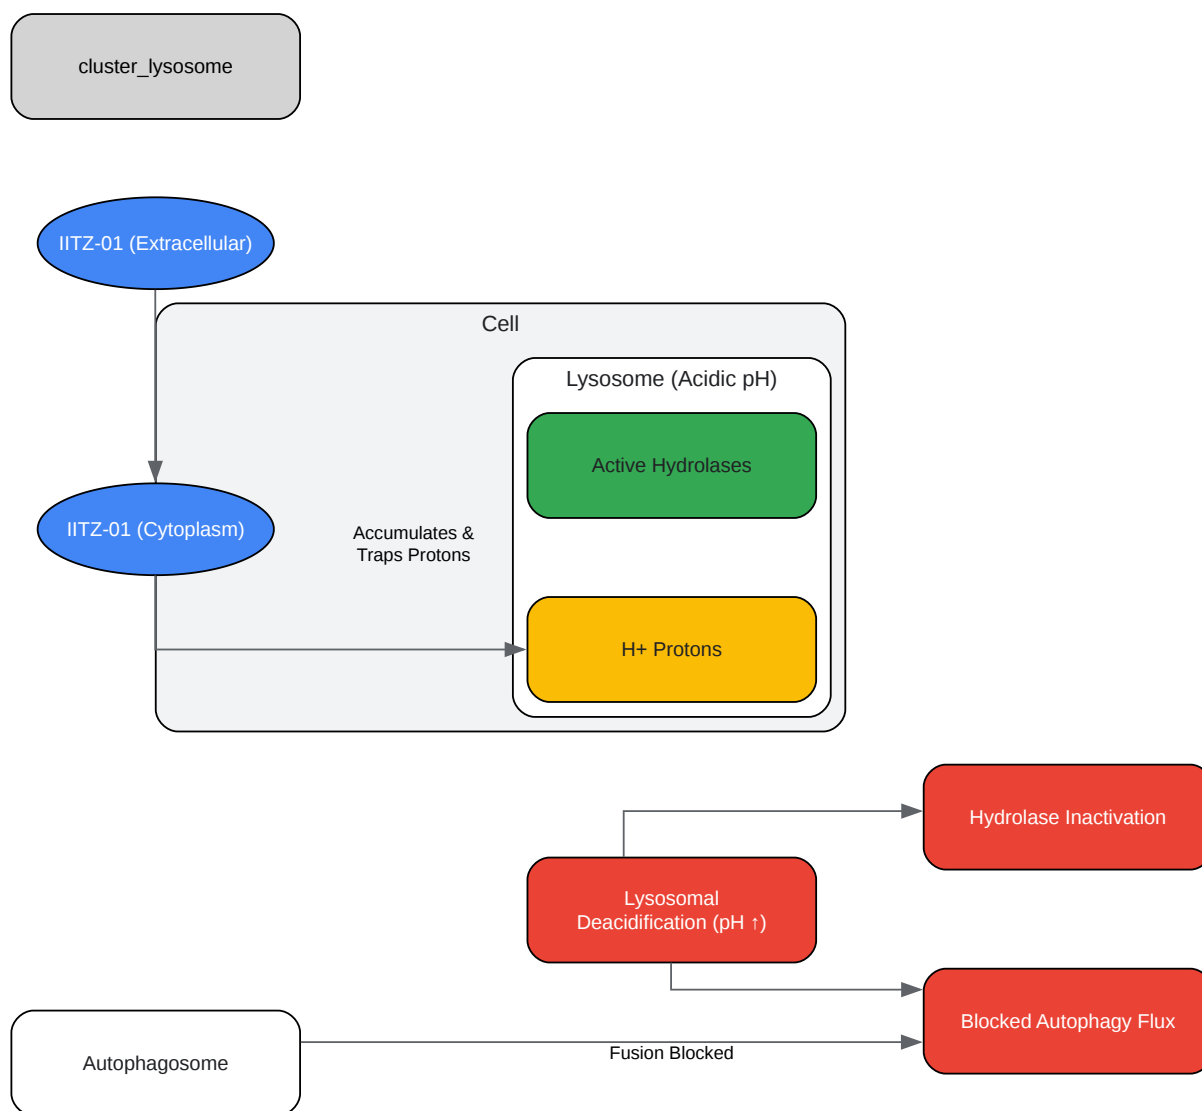 cluster_lysosome
IITZ-01 (Extracellular)
Cell
Lysosome (Acidic pH)
Active Hydrolases
IITZ-01 (Cytoplasm)
Accumulates &
Traps Protons
H+ Protons
Hydrolase Inactivation
Lysosomal
Deacidification (pH ↑)
Blocked Autophagy Flux
Autophagosome
Fusion Blocked